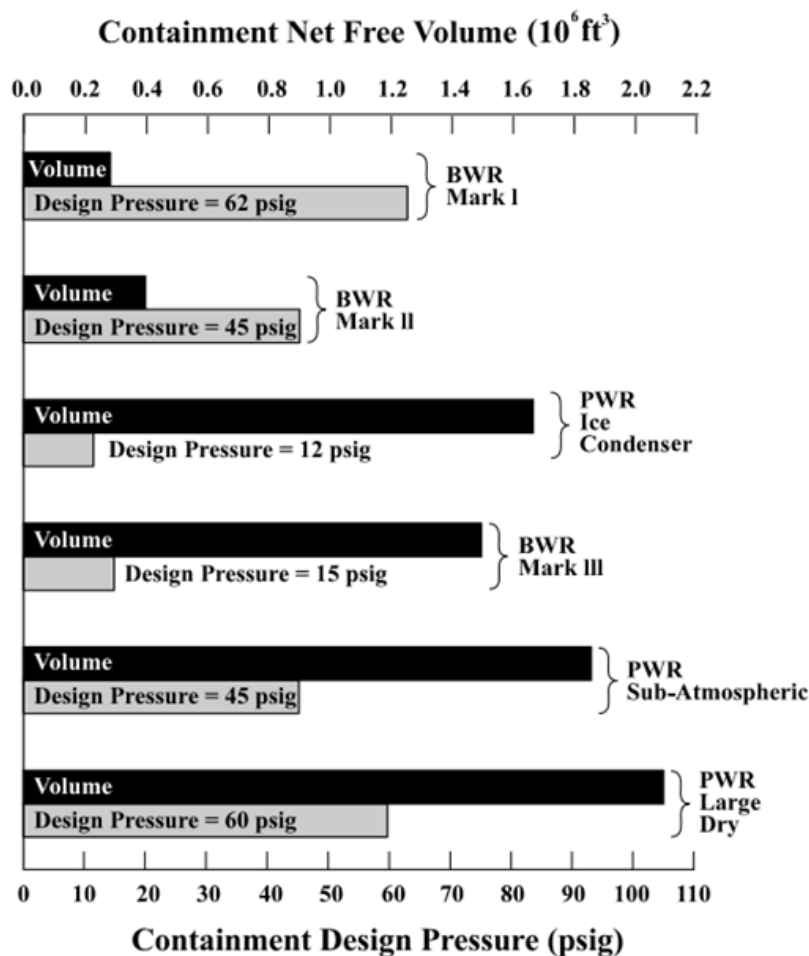 Containment Net Free Volume (10⁶ ft³)
0.0 0.2 0.4 0.6 0.8 1.0 1.2 1.4 1.6 1.8 2.0 2.2
Volume
Design Pressure = 62 psig
BWR
Mark l
Volume
Design Pressure = 45 psig
BWR
Mark ll
Volume
Design Pressure = 12 psig
PWR
Ice
Condenser
Volume
Design Pressure = 15 psig
BWR
Mark lll
Volume
Design Pressure = 45 psig
PWR
Sub-Atmospheric
Volume
Design Pressure = 60 psig
PWR
Large
Dry
0 10 20 30 40 50 60 70 80 90 100 110
Containment Design Pressure (psig)